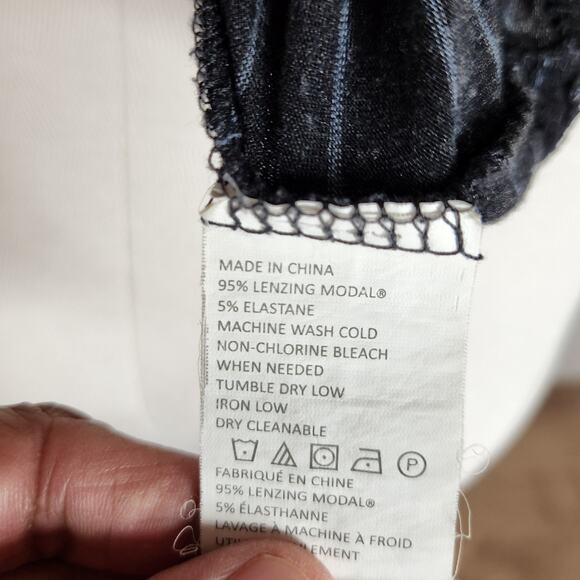 MADE IN CHINA
95% LENZING MODAL®
5% ELASTANE
MACHINE WASH COLD
NON-CHLORINE BLEACH
WHEN NEEDED
TUMBLE DRY LOW
IRON LOW
DRY CLEANABLE
P
FABRIQUÉ EN CHINE
95% LENZING MODAL®
5% ÉLASTHANNE
LAVAGE À MACHINE À FROID